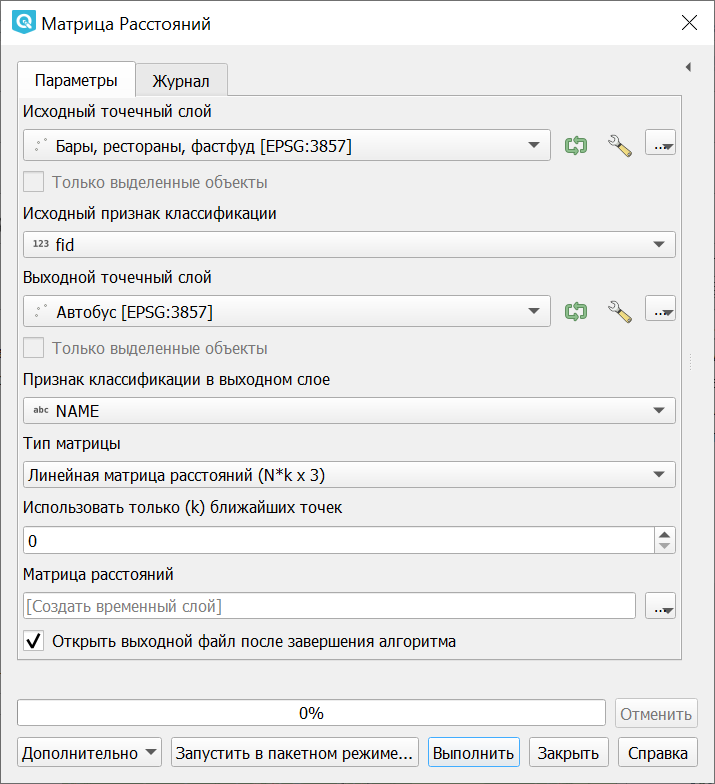 Матрица Расстояний
Параметры
Журнал
Исходный точечный слой
Бары, рестораны, фастфуд [EPSG:3857]
...
Только выделенные объекты
Исходный признак классификации
123 fid
Выходной точечный слой
Автобус [EPSG:3857]
...
Только выделенные объекты
Признак классификации в выходном слое
abc NAME
Тип матрицы
Линейная матрица расстояний (N*k x 3)
Использовать только (k) ближайших точек
0
Матрица расстояний
[Создать временный слой]
...
Открыть выходной файл после завершения алгоритма
0%
Отменить
Дополнительно
Запустить в пакетном режиме...
Выполнить
Закрыть
Справка